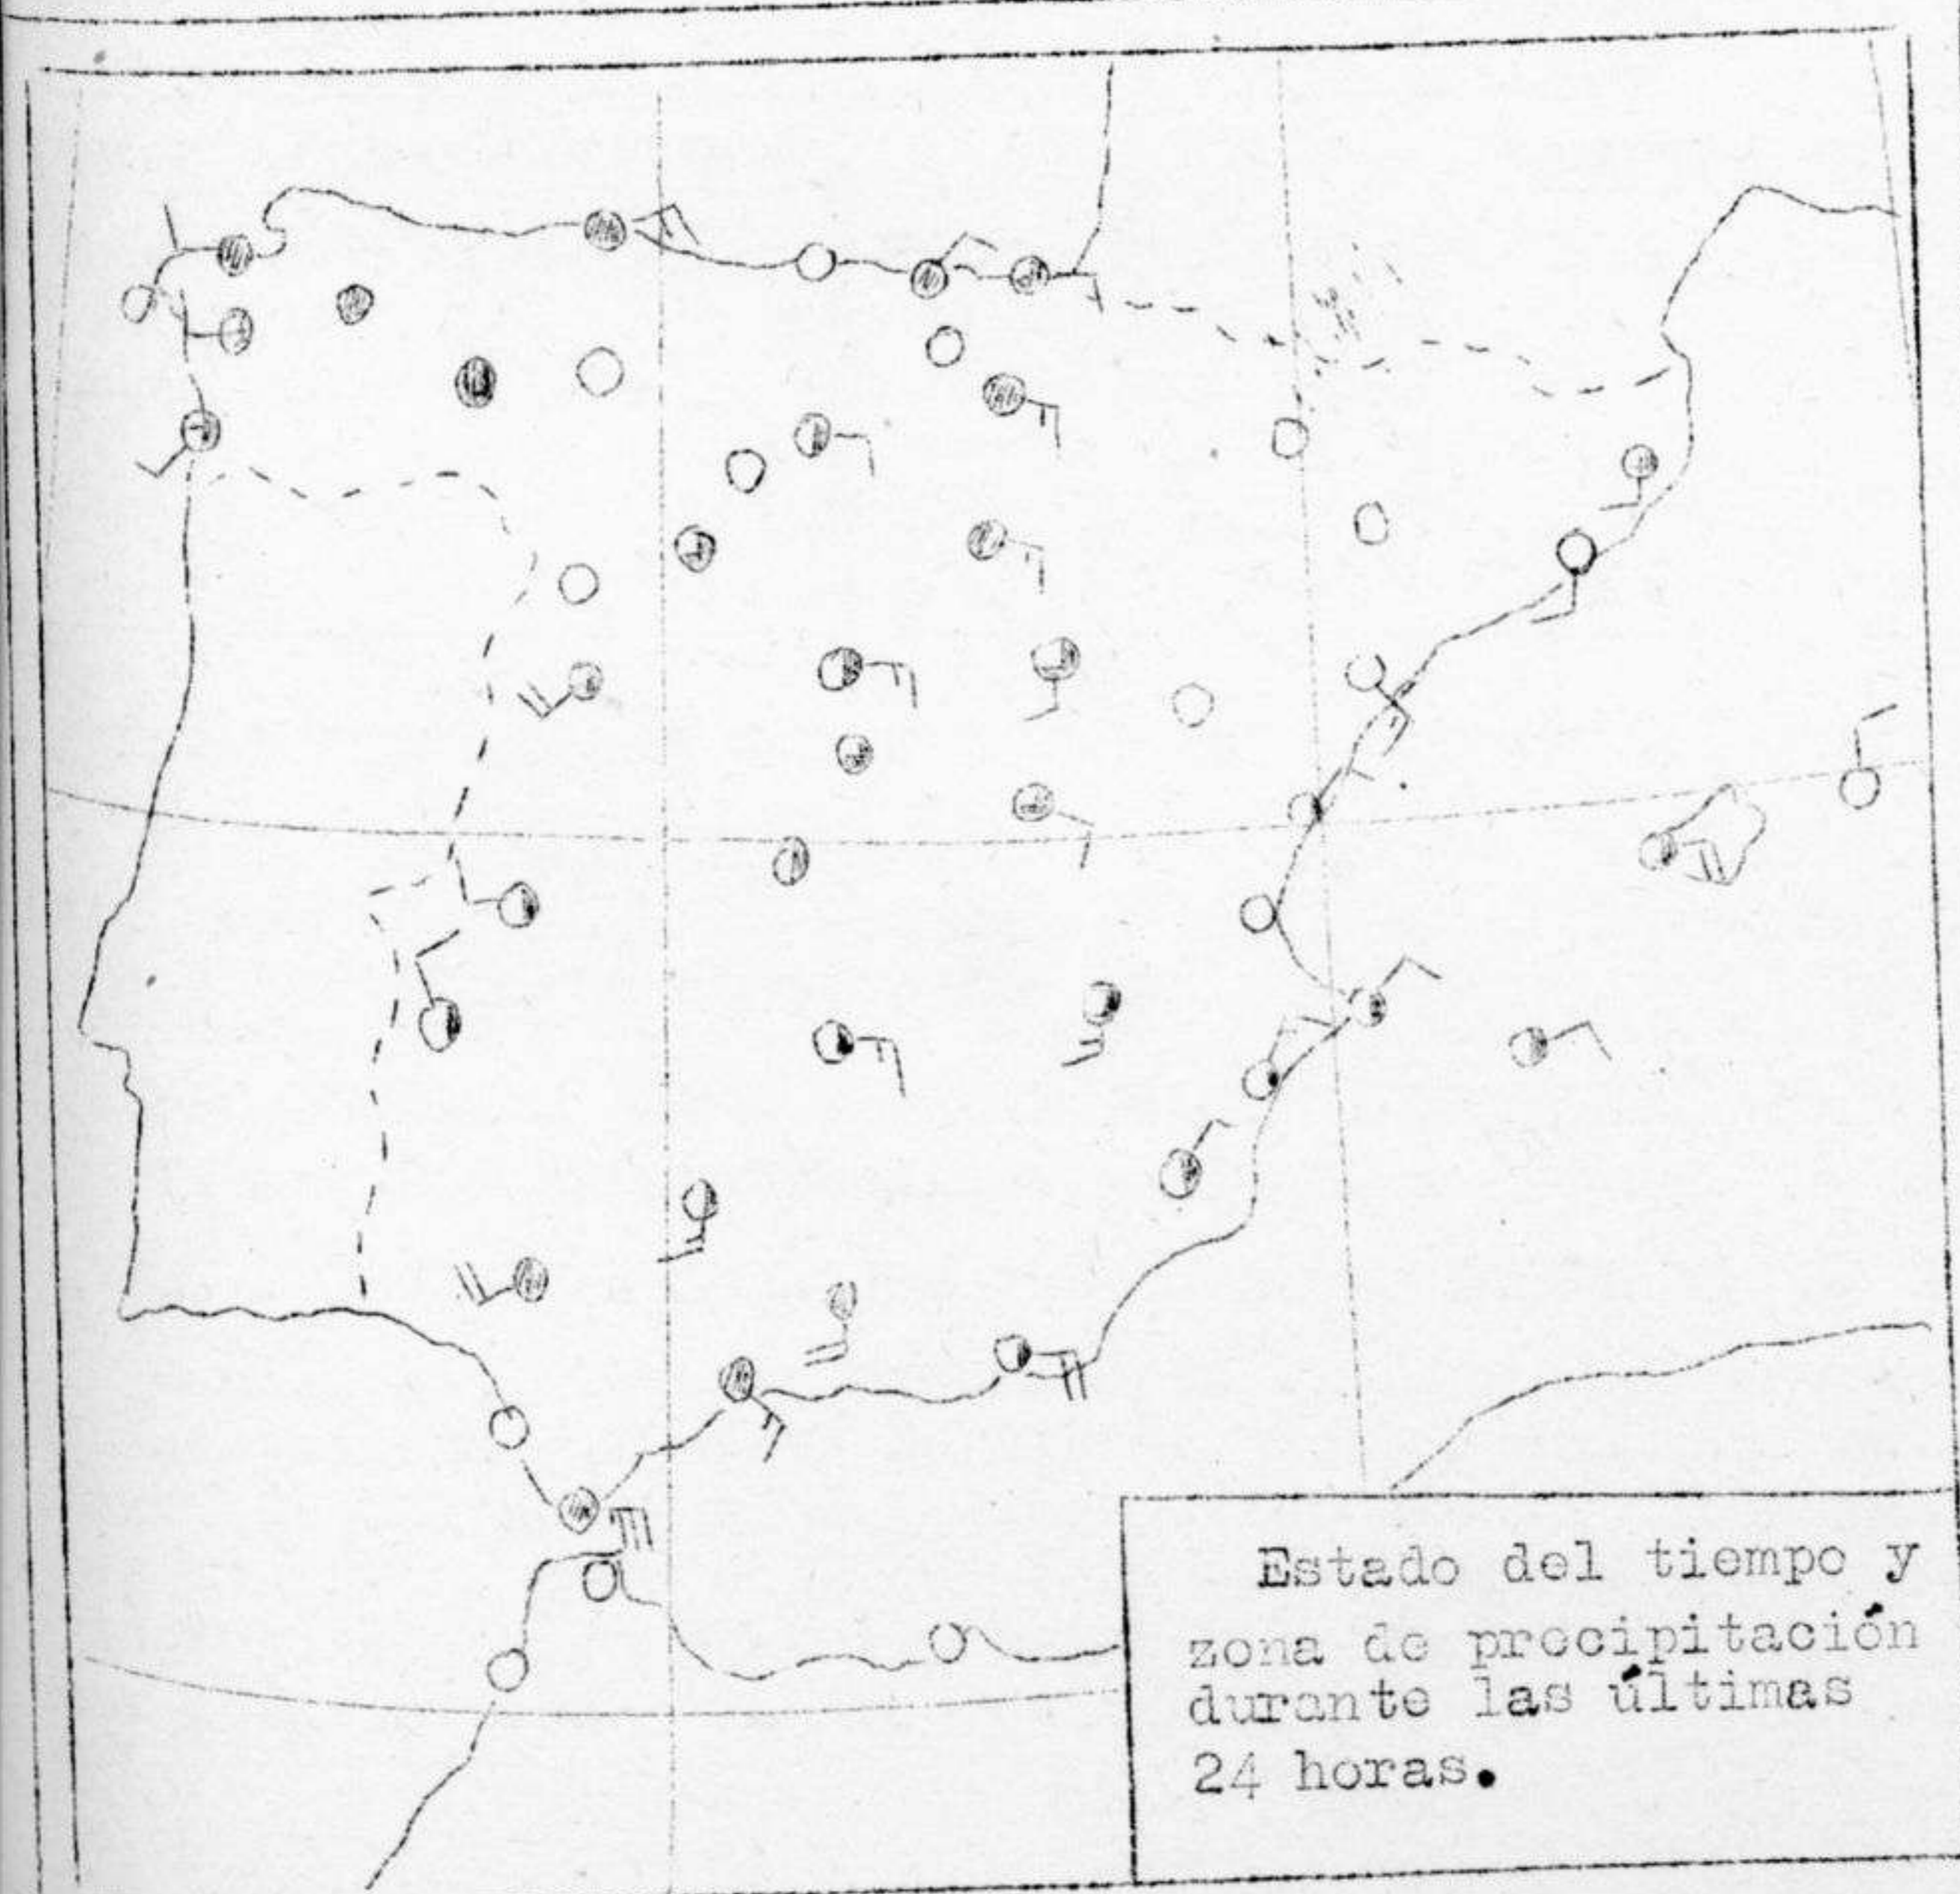 Estado del tiempo y
zona de precipitación
durante las últimas
24 horas.